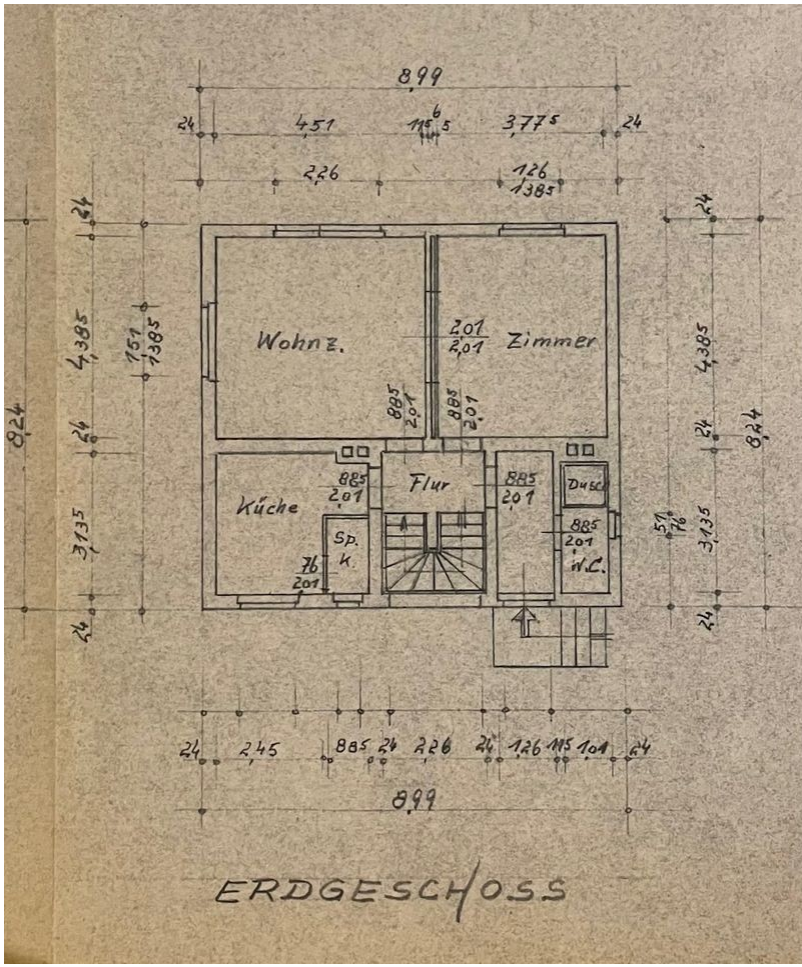 8,99
24 4,51 11⁵ 6 5 3,77⁵ 24
2,26 1,26
1,38⁵
24 24
4,38⁵ 1,51 1,38⁵ 4,38⁵
8,24 8,24
24 24
3,13⁵ 51 76 3,13⁵
24 24
Wohnz.
2,01
2,01
Zimmer
88⁵
2,01
88⁵
2,01
Küche
88⁵
2,01
Flur
88⁵
2,01
Dusch
Sp.
K.
76
2,01
88⁵
2,01
W.C.
24 2,45 88⁵ 24 2,26 24 1,26 11⁵ 1,01 24
8,99
ERDGESCHOSS